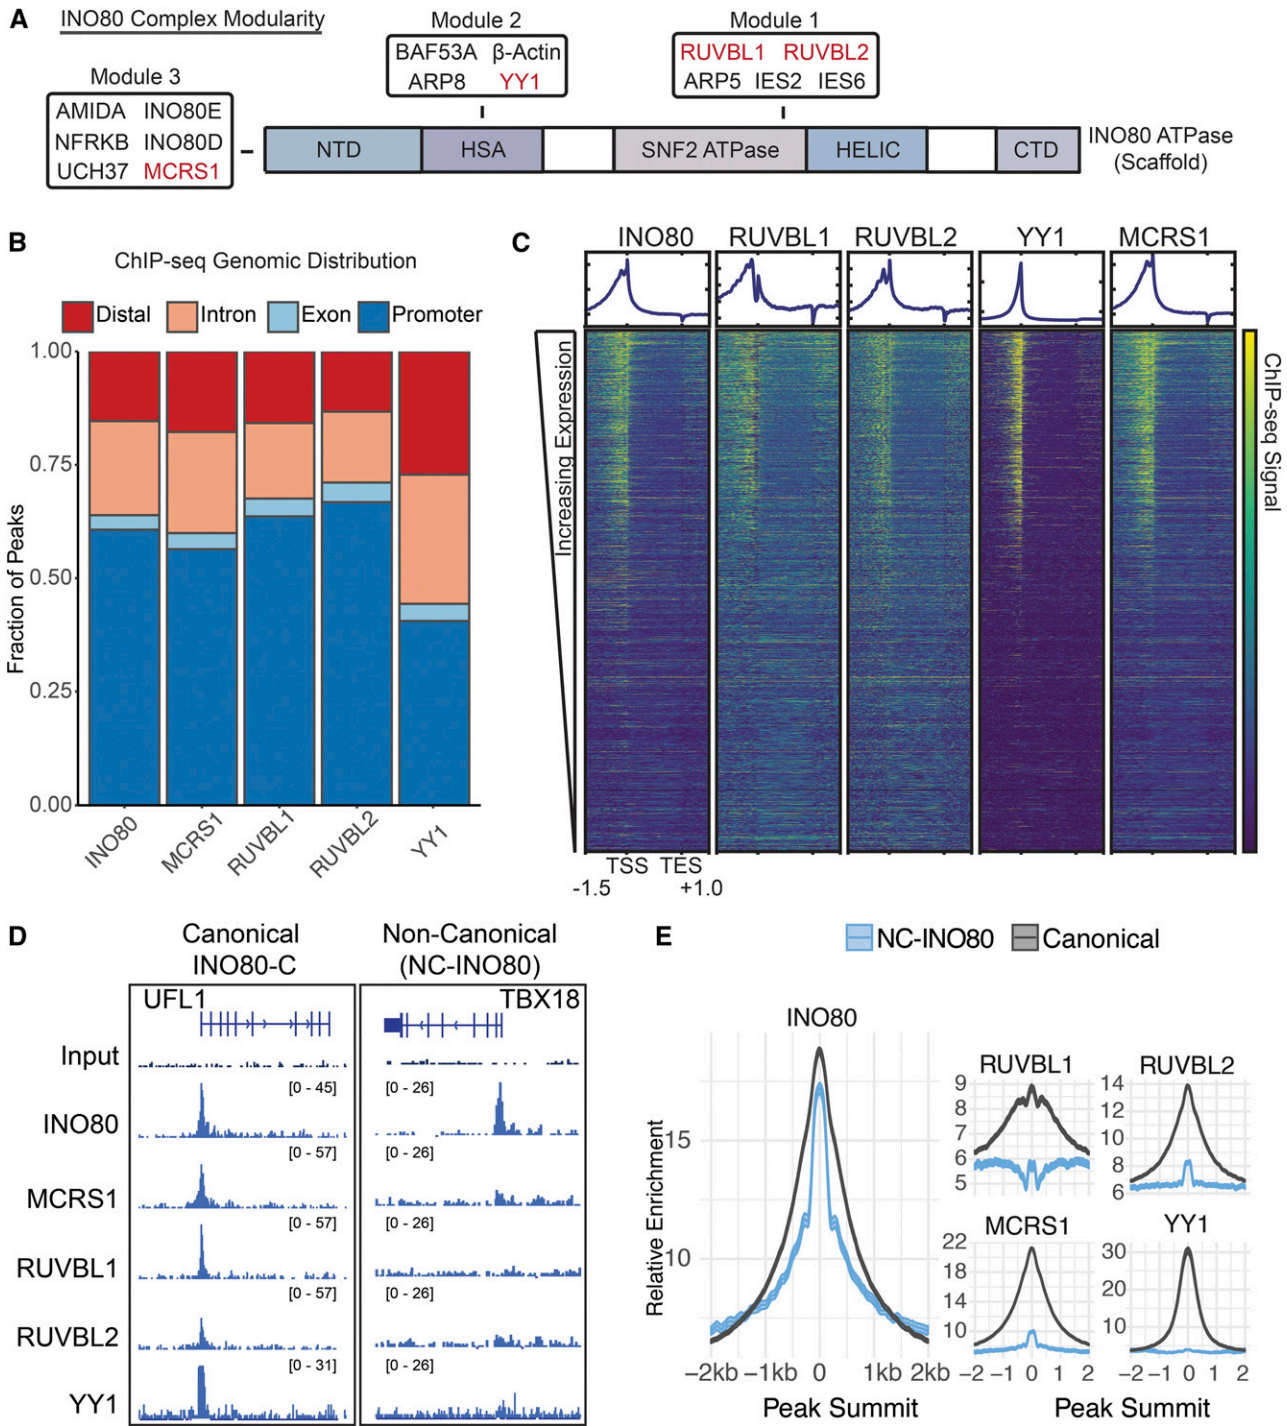 A
INO80 Complex Modularity
Module 3
AMIDA INO80E
NFRKB INO80D
UCH37 MCRS1
Module 2
BAF53A β-Actin
ARP8 YY1
Module 1
RUVBL1 RUVBL2
ARP5 IES2 IES6
NTD HSA SNF2 ATPase HELIC CTD
INO80 ATPase
(Scaffold)
B
ChIP-seq Genomic Distribution
Distal Intron Exon Promoter
Fraction of Peaks
1.00
0.75
0.50
0.25
0.00
INO80 MCRS1 RUVBL1 RUVBL2 YY1
C
INO80 RUVBL1 RUVBL2 YY1 MCRS1
Increasing Expression
ChIP-seq Signal
TSS TES
-1.5 +1.0
D
Canonical
INO80-C
Non-Canonical
(NC-INO80)
UFL1 TBX18
Input
INO80 [0 - 45] [0 - 26]
MCRS1 [0 - 57] [0 - 26]
RUVBL1 [0 - 57] [0 - 26]
RUVBL2 [0 - 57] [0 - 26]
YY1 [0 - 31] [0 - 26]
E
NC-INO80 Canonical
INO80
Relative Enrichment
15
10
−2kb −1kb 0 1kb 2kb
Peak Summit
RUVBL1
9
8
7
6
5
RUVBL2
14
12
10
8
6
MCRS1
22
18
14
10
−2 −1 0 1 2
YY1
30
20
10
−2 −1 0 1 2
Peak Summit